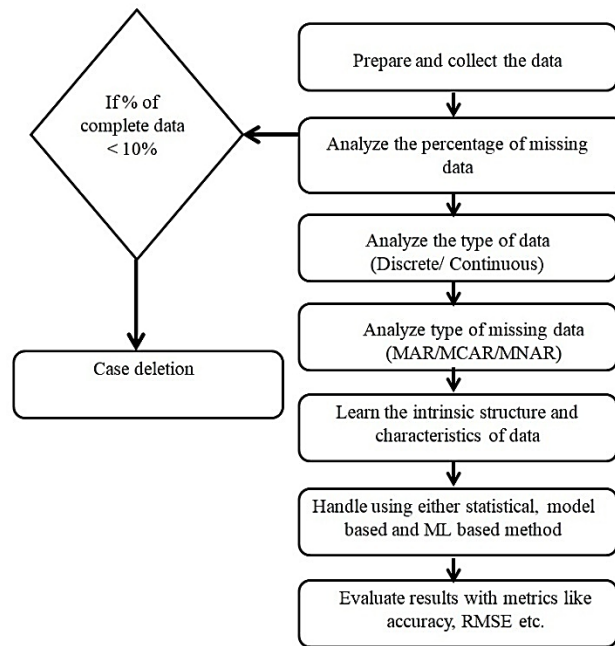 Prepare and collect the data
If % of
complete data
< 10%
Analyze the percentage of missing
data
Analyze the type of data
(Discrete/ Continuous)
Analyze type of missing data
(MAR/MCAR/MNAR)
Case deletion
Learn the intrinsic structure and
characteristics of data
Handle using either statistical, model
based and ML based method
Evaluate results with metrics like
accuracy, RMSE etc.